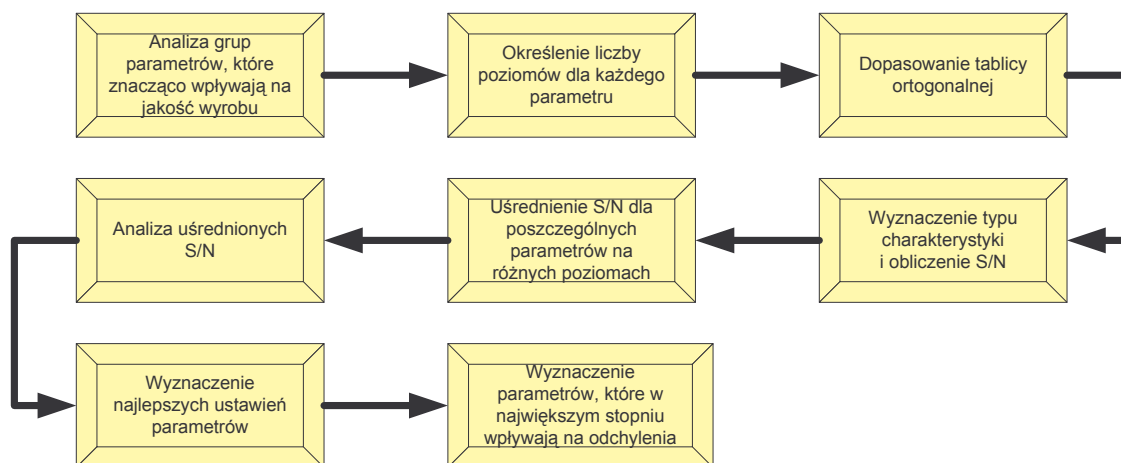 Analiza grup
parametrów, które
znacząco wpływają na
jakość wyrobu
Określenie liczby
poziomów dla każdego
parametru
Dopasowanie tablicy
ortogonalnej
Wyznaczenie typu
charakterystyki
i obliczenie S/N
Uśrednienie S/N dla
poszczególnych
parametrów na
różnych poziomach
Analiza uśrednionych
S/N
Wyznaczenie
najlepszych ustawień
parametrów
Wyznaczenie
parametrów, które w
największym stopniu
wpływają na odchylenia